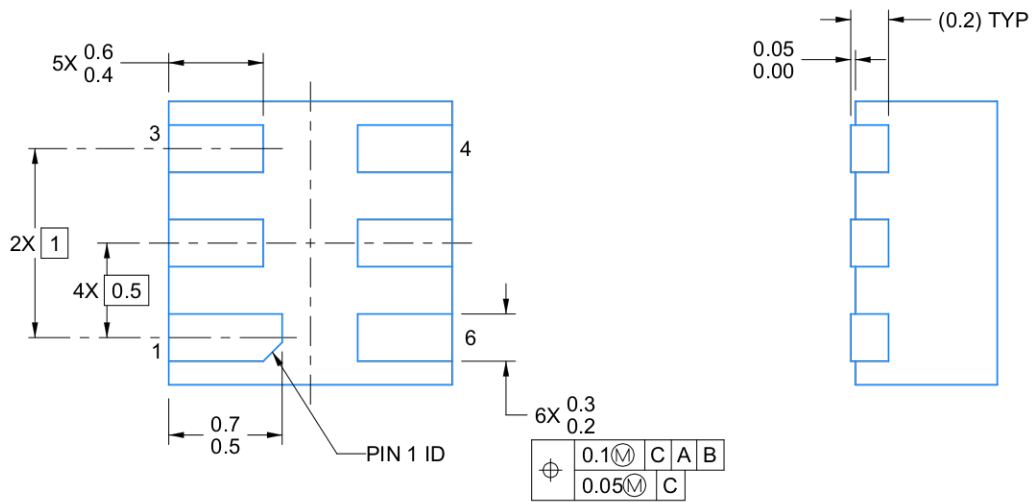 5X 0.6
0.4
(0.2) TYP
0.05
0.00
3
4
2X 1
4X 0.5
1
6
0.7
0.5
PIN 1 ID
6X 0.3
0.2
⌖ 0.1Ⓜ C A B
0.05Ⓜ C